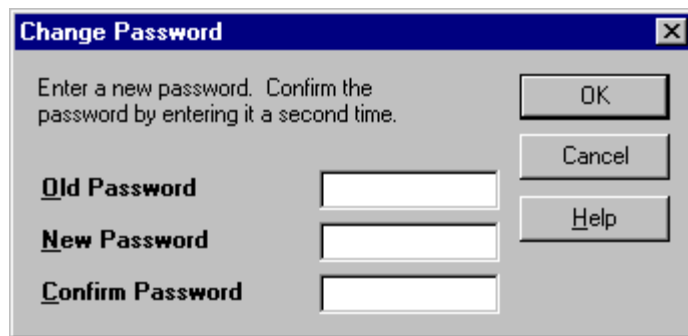 Change Password
Enter a new password.  Confirm the
password by entering it a second time.
OK
Cancel
Old Password
Help
New Password
Confirm Password